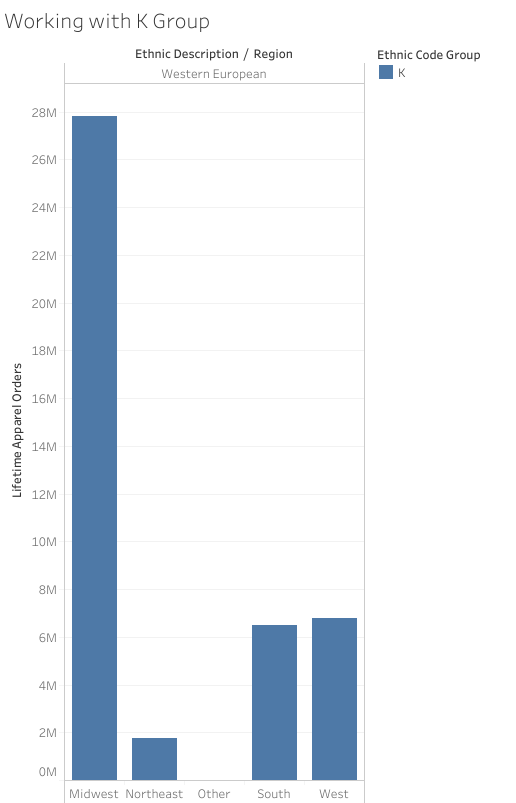 Working with K Group
Ethnic Description / Region
Ethnic Code Group
Western European
K
28M
26M
24M
22M
20M
18M
16M
14M
12M
10M
8M
6M
4M
2M
0M
Lifetime Apparel Orders
Midwest Northeast Other South West